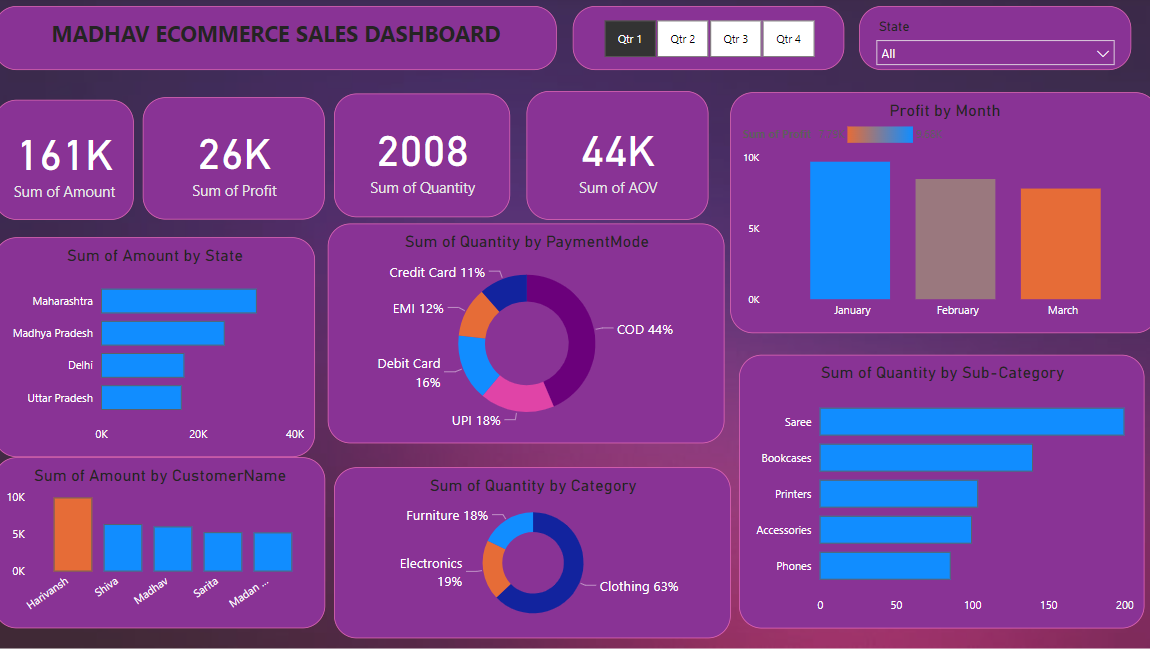 MADHAV ECOMMERCE SALES DASHBOARD
Qtr 1 Qtr 2 Qtr 3 Qtr 4
State
All
161K
Sum of Amount
26K
Sum of Profit
2008
Sum of Quantity
44K
Sum of AOV
Profit by Month
Sum of Profit
10K
5K
0K
January February March
Sum of Amount by State
Maharashtra
Madhya Pradesh
Delhi
Uttar Pradesh
0K 20K 40K
Sum of Quantity by PaymentMode
Credit Card 11%
EMI 12%
COD 44%
Debit Card
16%
UPI 18%
Sum of Quantity by Sub-Category
Saree
Bookcases
Printers
Accessories
Phones
0 50 100 150 200
Sum of Amount by CustomerName
10K
5K
0K
Harivansh Shiva Madhav Sarita Madan ...
Sum of Quantity by Category
Furniture 18%
Electronics
19%
Clothing 63%